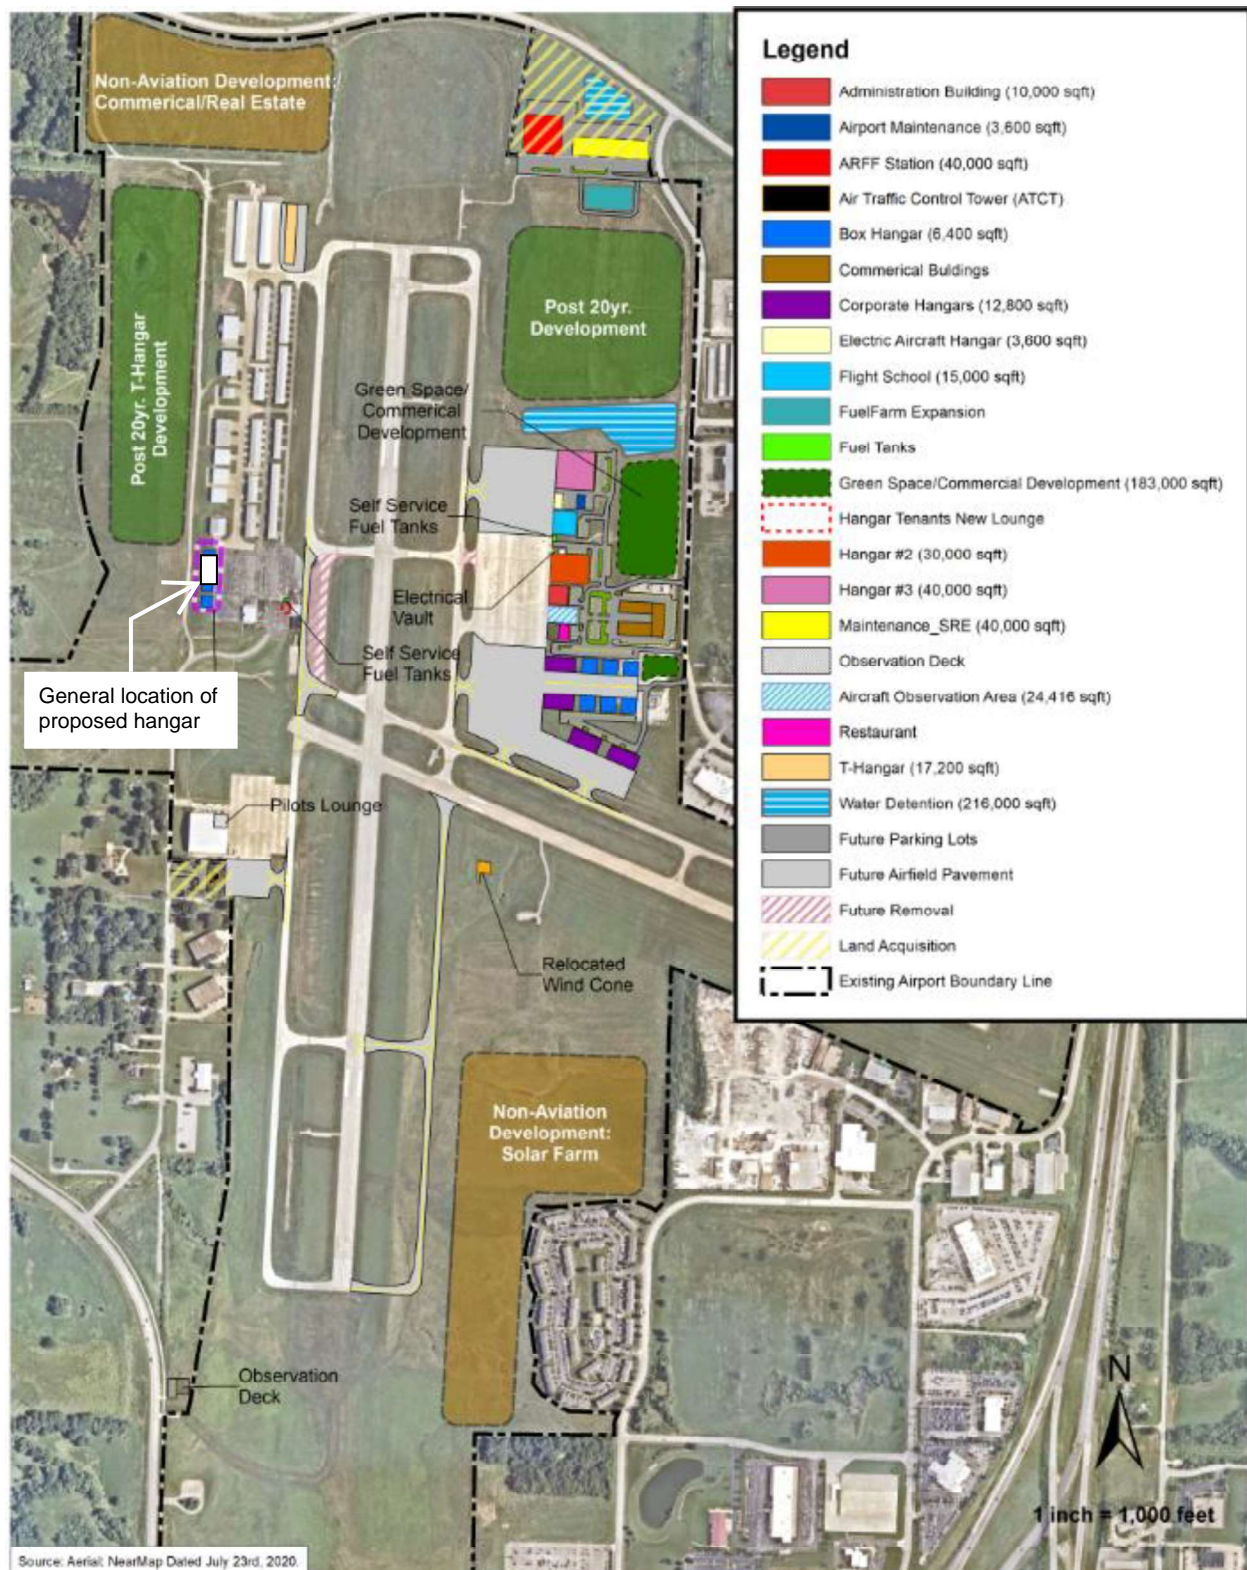 Non-Aviation Development:
Commerical/Real Estate
Post 20yr. T-Hangar
Development
Post 20yr.
Development
Green Space/
Commerical
Development
Self Service
Fuel Tanks
Electrical
Vault
Self Service
Fuel Tanks
General location of
proposed hangar
Pilots Lounge
Relocated
Wind Cone
Non-Aviation
Development:
Solar Farm
Observation
Deck
Source: Aerial: NearMap Dated July 23rd, 2020.
Legend
Administration Building (10,000 sqft)
Airport Maintenance (3,600 sqft)
ARFF Station (40,000 sqft)
Air Traffic Control Tower (ATCT)
Box Hangar (6,400 sqft)
Commerical Buldings
Corporate Hangars (12,800 sqft)
Electric Aircraft Hangar (3,600 sqft)
Flight School (15,000 sqft)
FuelFarm Expansion
Fuel Tanks
Green Space/Commercial Development (183,000 sqft)
Hangar Tenants New Lounge
Hangar #2 (30,000 sqft)
Hangar #3 (40,000 sqft)
Maintenance_SRE (40,000 sqft)
Observation Deck
Aircraft Observation Area (24,416 sqft)
Restaurant
T-Hangar (17,200 sqft)
Water Detention (216,000 sqft)
Future Parking Lots
Future Airfield Pavement
Future Removal
Land Acquisition
Existing Airport Boundary Line
N
1 inch = 1,000 feet